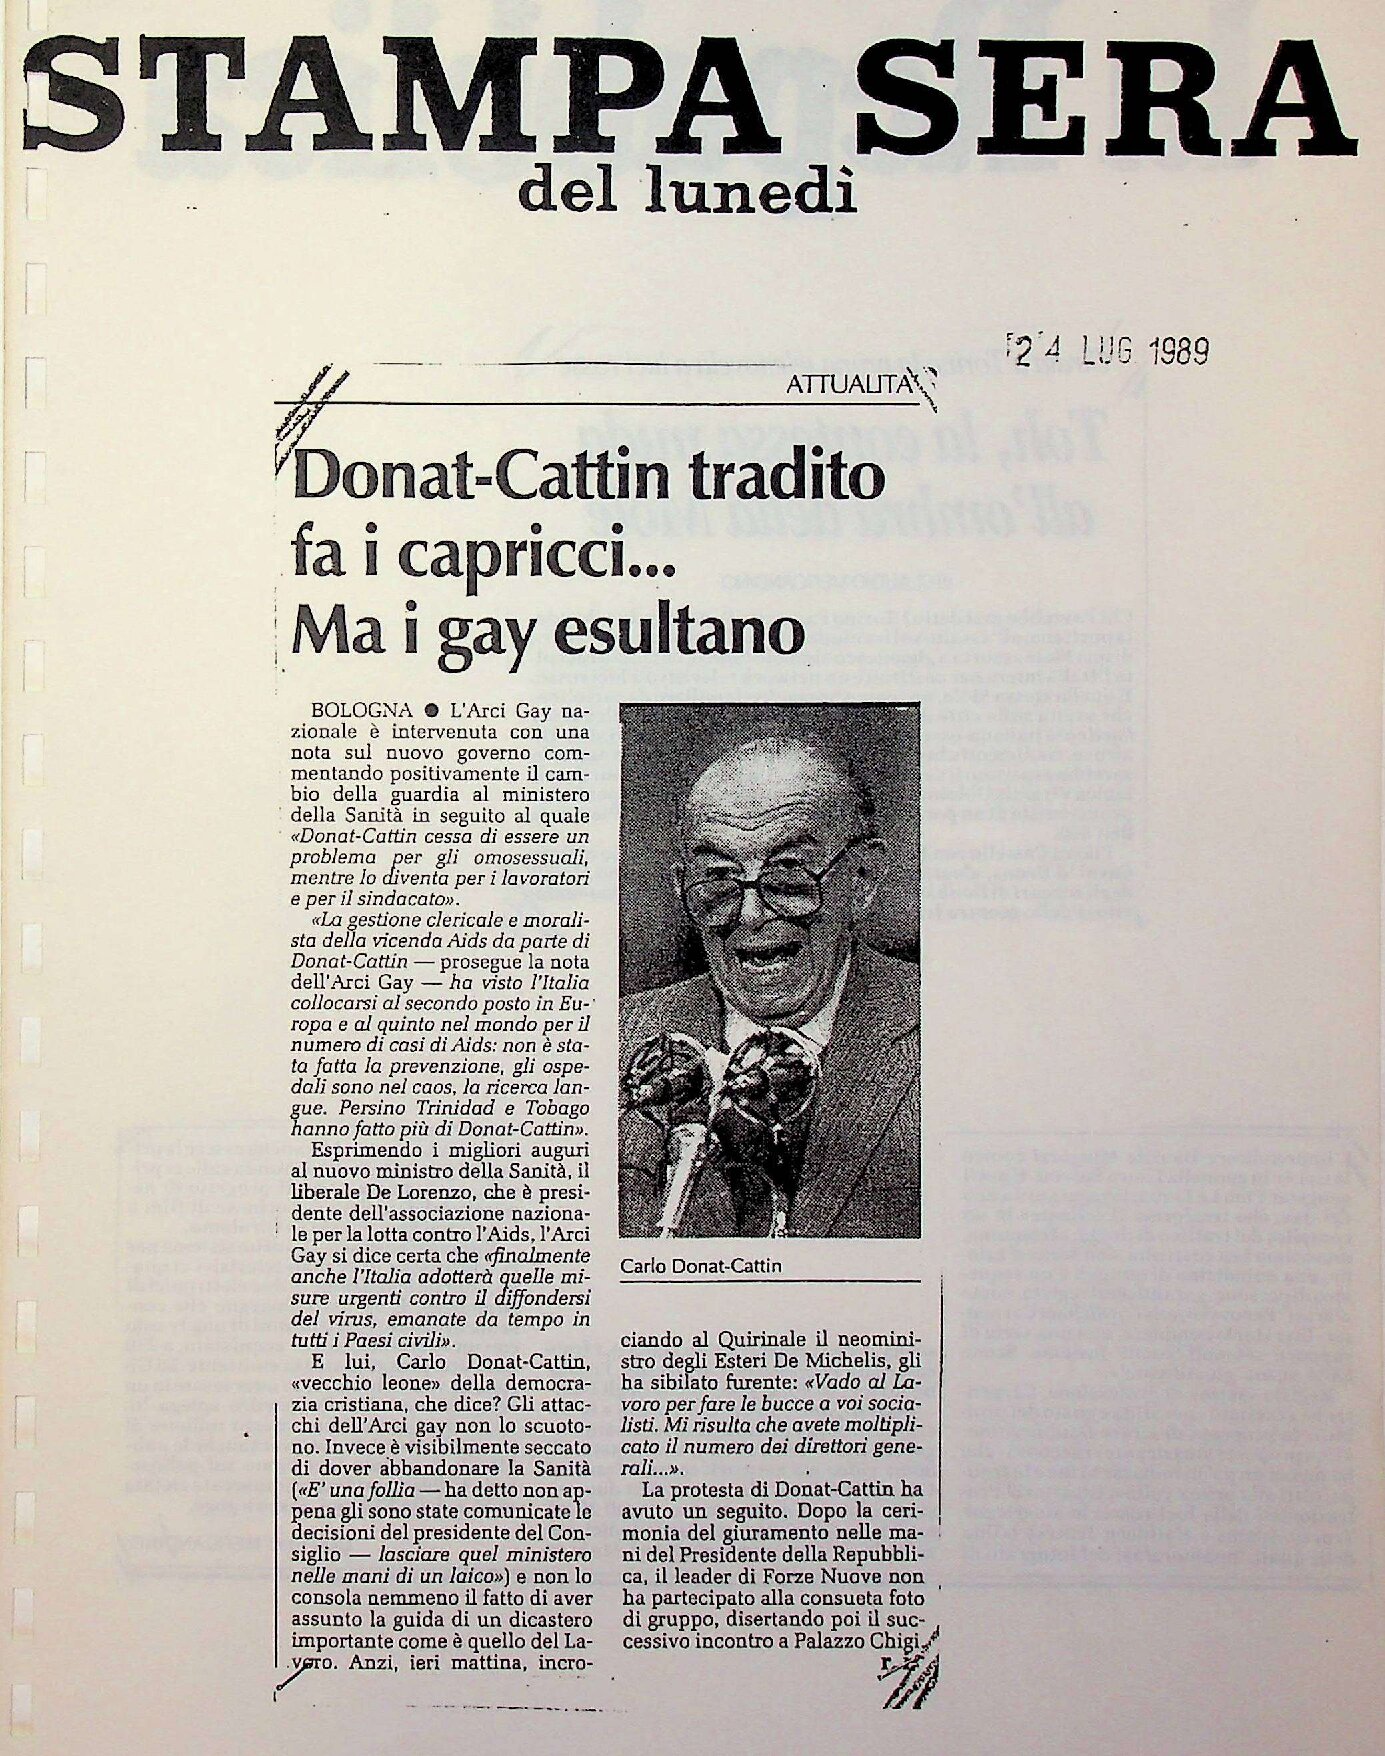 STAMPA SERA
del lunedì
24 LUG 1989
ATTUALITA'
Donat-Cattin tradito
fa i capricci...
Ma i gay esultano
BOLOGNA ● L'Arci Gay na-
zionale è intervenuta con una
nota sul nuovo governo com-
mentando positivamente il cam-
bio della guardia al ministero
della Sanità in seguito al quale
«Donat-Cattin cessa di essere un
problema per gli omosessuali,
mentre lo diventa per i lavoratori
e per il sindacato».
«La gestione clericale e morali-
sta della vicenda Aids da parte di
Donat-Cattin — prosegue la nota
dell'Arci Gay — ha visto l'Italia
collocarsi al secondo posto in Eu-
ropa e al quinto nel mondo per il
numero di casi di Aids: non è sta-
ta fatta la prevenzione, gli ospe-
dali sono nel caos, la ricerca lan-
gue. Persino Trinidad e Tobago
hanno fatto più di Donat-Cattin».
Esprimendo i migliori auguri
al nuovo ministro della Sanità, il
liberale De Lorenzo, che è presi-
dente dell'associazione naziona-
le per la lotta contro l'Aids, l'Arci
Gay si dice certa che «finalmente
anche l'Italia adotterà quelle mi-
sure urgenti contro il diffondersi
del virus, emanate da tempo in
tutti i Paesi civili».
E lui, Carlo Donat-Cattin,
«vecchio leone» della democra-
zia cristiana, che dice? Gli attac-
chi dell'Arci gay non lo scuoto-
no. Invece è visibilmente seccato
di dover abbandonare la Sanità
(«E' una follia — ha detto non ap-
pena gli sono state comunicate le
decisioni del presidente del Con-
siglio — lasciare quel ministero
nelle mani di un laico») e non lo
consola nemmeno il fatto di aver
assunto la guida di un dicastero
importante come è quello del La-
voro. Anzi, ieri mattina, incro-
Carlo Donat-Cattin
ciando al Quirinale il neomini-
stro degli Esteri De Michelis, gli
ha sibilato furente: «Vado al La-
voro per fare le bucce a voi socia-
listi. Mi risulta che avete moltipli-
cato il numero dei direttori gene-
rali...».
La protesta di Donat-Cattin ha
avuto un seguito. Dopo la ceri-
monia del giuramento nelle ma-
ni del Presidente della Repubbli-
ca, il leader di Forze Nuove non
ha partecipato alla consueta foto
di gruppo, disertando poi il suc-
cessivo incontro a Palazzo Chigi.